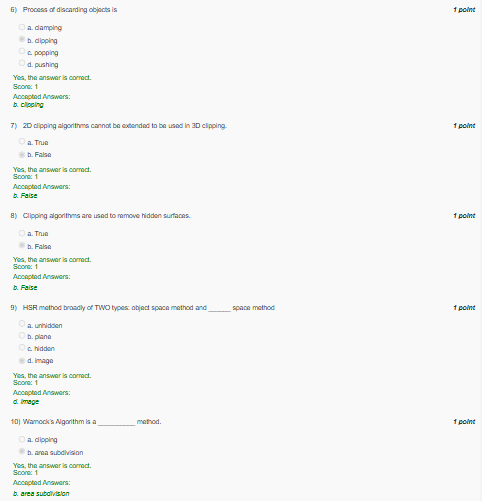 6) Process of discarding objects is 1 point
a. clamping
b. clipping
c. popping
d. pushing
Yes, the answer is correct.
Score: 1
Accepted Answers:
b. clipping
7) 2D clipping algorithms cannot be extended to be used in 3D clipping. 1 point
a. True
b. False
Yes, the answer is correct.
Score: 1
Accepted Answers:
b. False
8) Clipping algorithms are used to remove hidden surfaces. 1 point
a. True
b. False
Yes, the answer is correct.
Score: 1
Accepted Answers:
b. False
9) HSR method broadly of TWO types: object space method and ______ space method 1 point
a. unhidden
b. plane
c. hidden
d. image
Yes, the answer is correct.
Score: 1
Accepted Answers:
d. image
10) Warnock's Algorithm is a __________ method. 1 point
a. clipping
b. area subdivision
Yes, the answer is correct.
Score: 1
Accepted Answers:
b. area subdivision